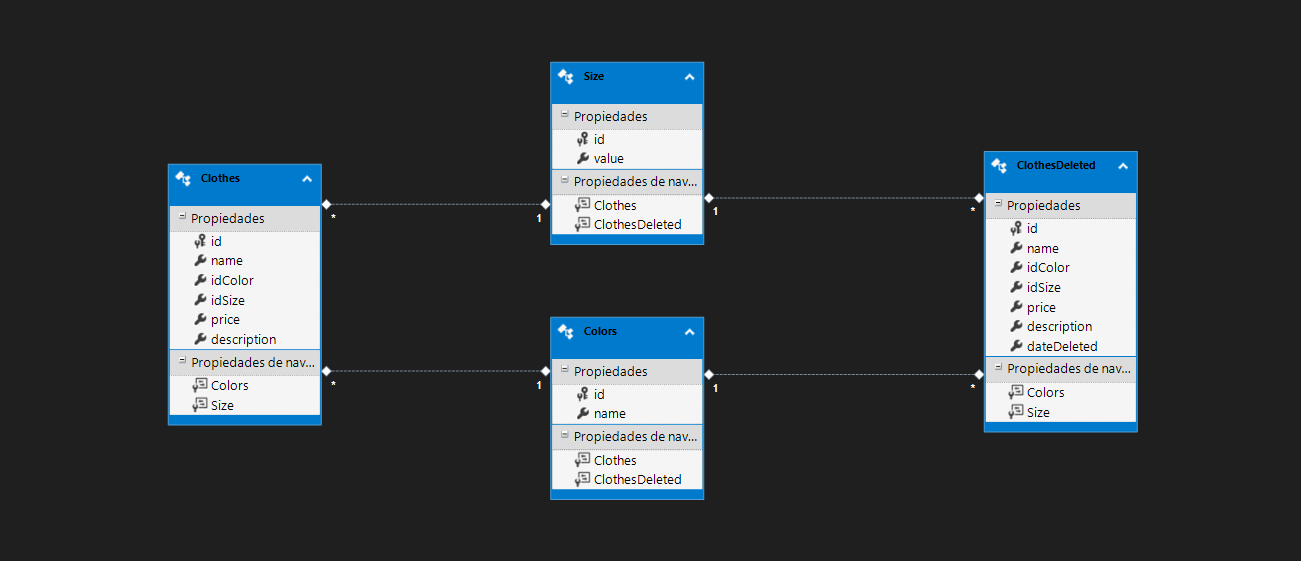 Clothes
Propiedades
id
name
idColor
idSize
price
description
Propiedades de nav...
Colors
Size
*
1
*
1
Size
Propiedades
id
value
Propiedades de nav...
Clothes
ClothesDeleted
Colors
Propiedades
id
name
Propiedades de nav...
Clothes
ClothesDeleted
1
*
1
*
ClothesDeleted
Propiedades
id
name
idColor
idSize
price
description
dateDeleted
Propiedades de nav...
Colors
Size